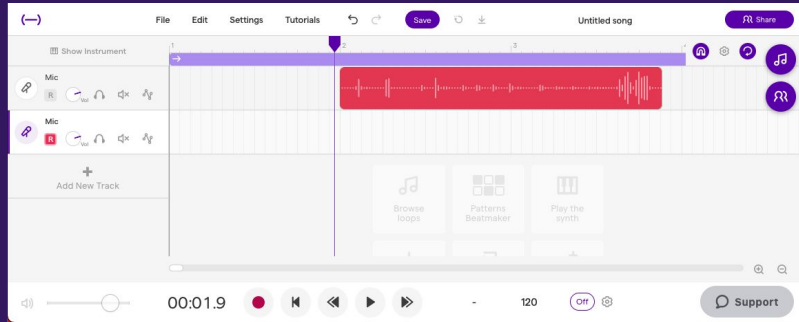 (—) File Edit Settings Tutorials Save Untitled song Share
Show Instrument 1 2 3
Mic
R Vol
Mic
R Vol
Add New Track
Browse loops
Patterns Beatmaker
Play the synth
00:01.9 - 120 Off Support